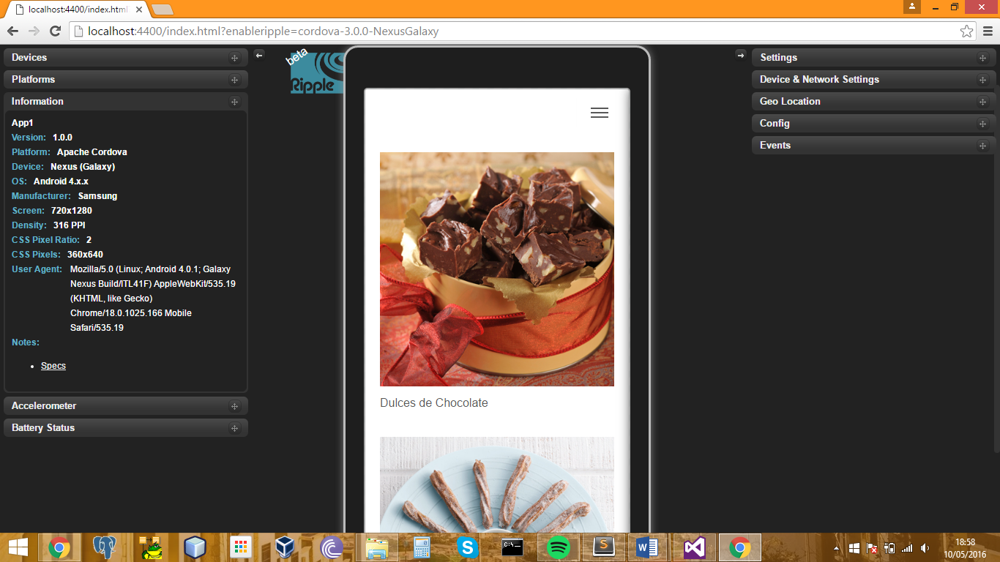 localhost:4400/index.html
localhost:4400/index.html?enableripple=cordova-3.0.0-NexusGalaxy
Devices
Platforms
Information
App1
Version: 1.0.0
Platform: Apache Cordova
Device: Nexus (Galaxy)
OS: Android 4.x.x
Manufacturer: Samsung
Screen: 720x1280
Density: 316 PPI
CSS Pixel Ratio: 2
CSS Pixels: 360x640
User Agent: Mozilla/5.0 (Linux; Android 4.0.1; Galaxy
Nexus Build/ITL41F) AppleWebKit/535.19
(KHTML, like Gecko)
Chrome/18.0.1025.166 Mobile
Safari/535.19
Notes:
Specs
Accelerometer
Battery Status
beta
Ripple
Dulces de Chocolate
Settings
Device & Network Settings
Geo Location
Config
Events
C:\_
18:58
10/05/2016